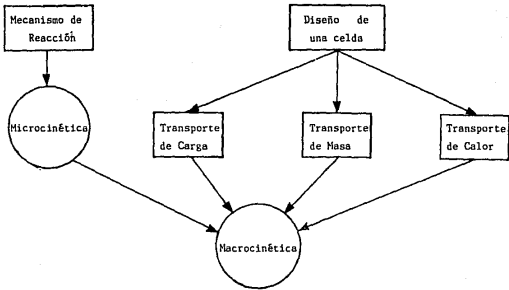 Mecanismo de
Reacción
Diseño de
una celda
Microcinética
Transporte
de Carga
Transporte
de Masa
Transporte
de Calor
Macrocinética